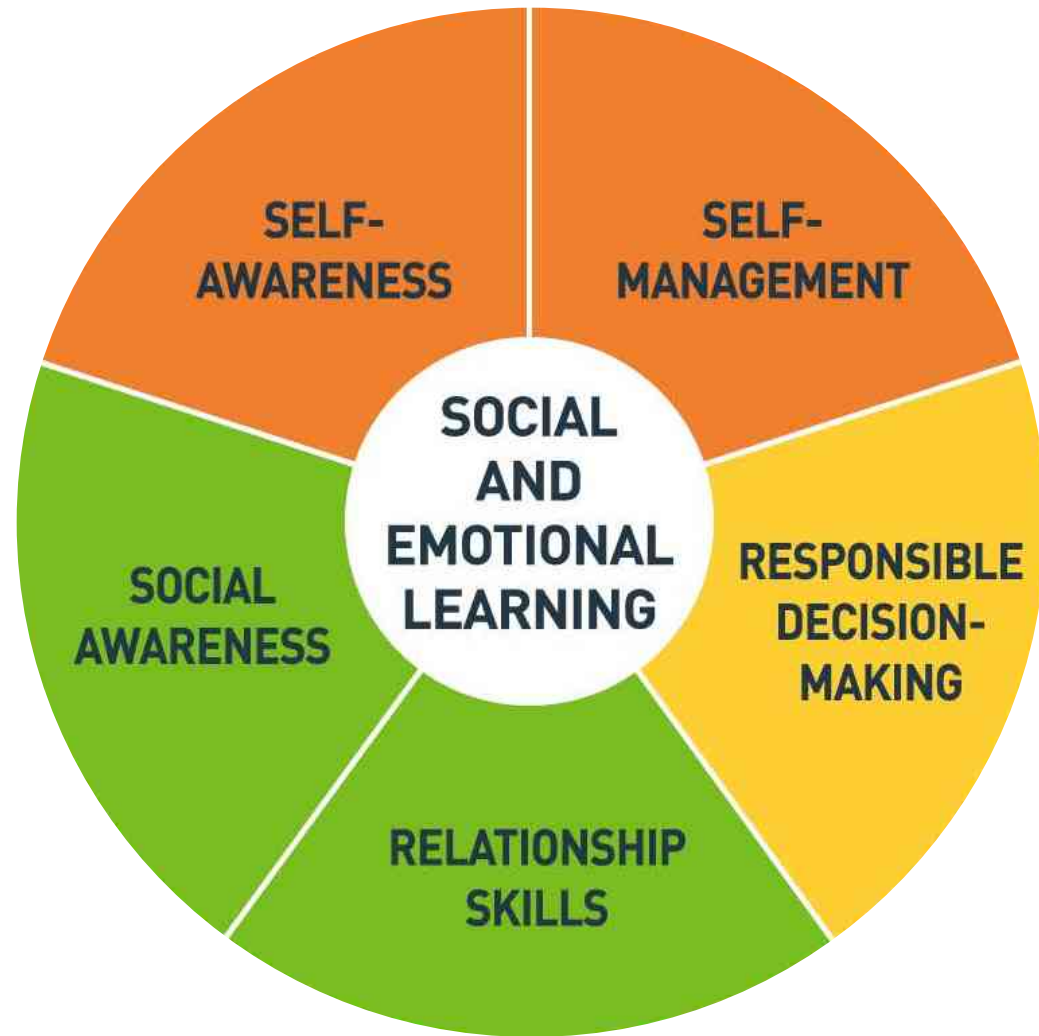 SELF-
AWARENESS
SELF-
MANAGEMENT
SOCIAL
AND
EMOTIONAL
LEARNING
RESPONSIBLE
DECISION-
MAKING
SOCIAL
AWARENESS
RELATIONSHIP
SKILLS